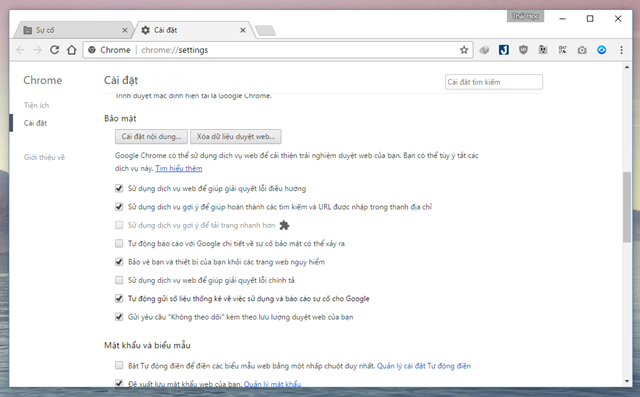 Thái Học
Sự cố
Cài đặt
Chrome
chrome://settings
Chrome
Cài đặt
Cài đặt tìm kiếm
Tiện ích
Cài đặt
Giới thiệu về
Trình duyệt mặc định hiện tại là Google Chrome.
Bảo mật
Cài đặt nội dung...
Xóa dữ liệu duyệt web...
Google Chrome có thể sử dụng dịch vụ web để cải thiện trải nghiệm duyệt web của bạn. Bạn có thể tùy ý tắt các
dịch vụ này. Tìm hiểu thêm
Sử dụng dịch vụ web để giúp giải quyết lỗi điều hướng
Sử dụng dịch vụ gợi ý để giúp hoàn thành các tìm kiếm và URL được nhập trong thanh địa chỉ
Sử dụng dịch vụ gợi ý để tải trang nhanh hơn
Tự động báo cáo với Google chi tiết về sự cố bảo mật có thể xảy ra
Bảo vệ bạn và thiết bị của bạn khỏi các trang web nguy hiểm
Sử dụng dịch vụ web để giúp giải quyết lỗi chính tả
Tự động gửi số liệu thống kê về việc sử dụng và báo cáo sự cố cho Google
Gửi yêu cầu "Không theo dõi" kèm theo lưu lượng duyệt web của bạn
Mật khẩu và biểu mẫu
Bật Tự động điền để điền các biểu mẫu web bằng một nhấp chuột duy nhất. Quản lý cài đặt Tự động điền
Đề xuất lưu mật khẩu web của bạn. Quản lý mật khẩu